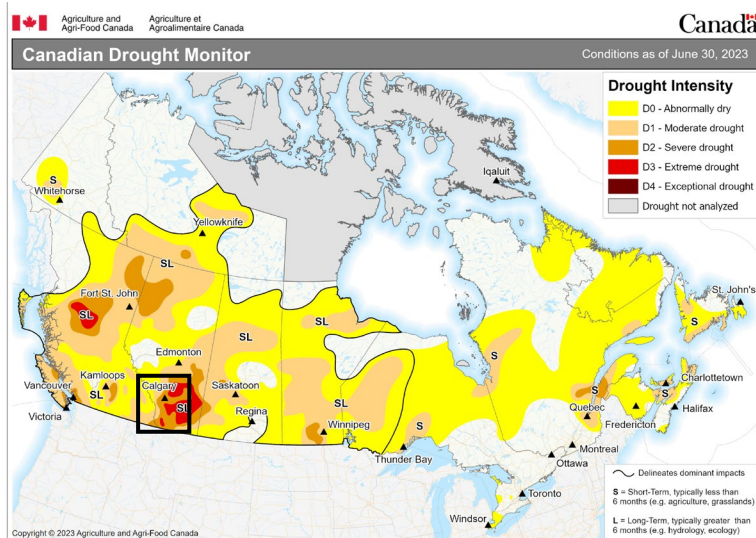 Agriculture and
Agri-Food Canada
Agriculture et
Agroalimentaire Canada
Canada
Canadian Drought Monitor
Conditions as of June 30, 2023
Drought Intensity
D0 - Abnormally dry
D1 - Moderate drought
D2 - Severe drought
D3 - Extreme drought
D4 - Exceptional drought
Drought not analyzed
Iqaluit
S
Whitehorse
Yellowknife
SL
St. John's
Fort St. John
SL
SL
S
Edmonton
SL
S
Kamloops
Calgary
Saskatoon
S
Charlottetown
Vancouver
SL
SL
SL
S
Victoria
Regina
Winnipeg
S
Quebec
Halifax
Fredericton
Thunder Bay
Montreal
Ottawa
Toronto
Windsor
Delineates dominant impacts
S = Short-Term, typically less than
6 months (e.g. agriculture, grasslands)
L = Long-Term, typically greater than
6 months (e.g. hydrology, ecology)
Copyright © 2023 Agriculture and Agri-Food Canada